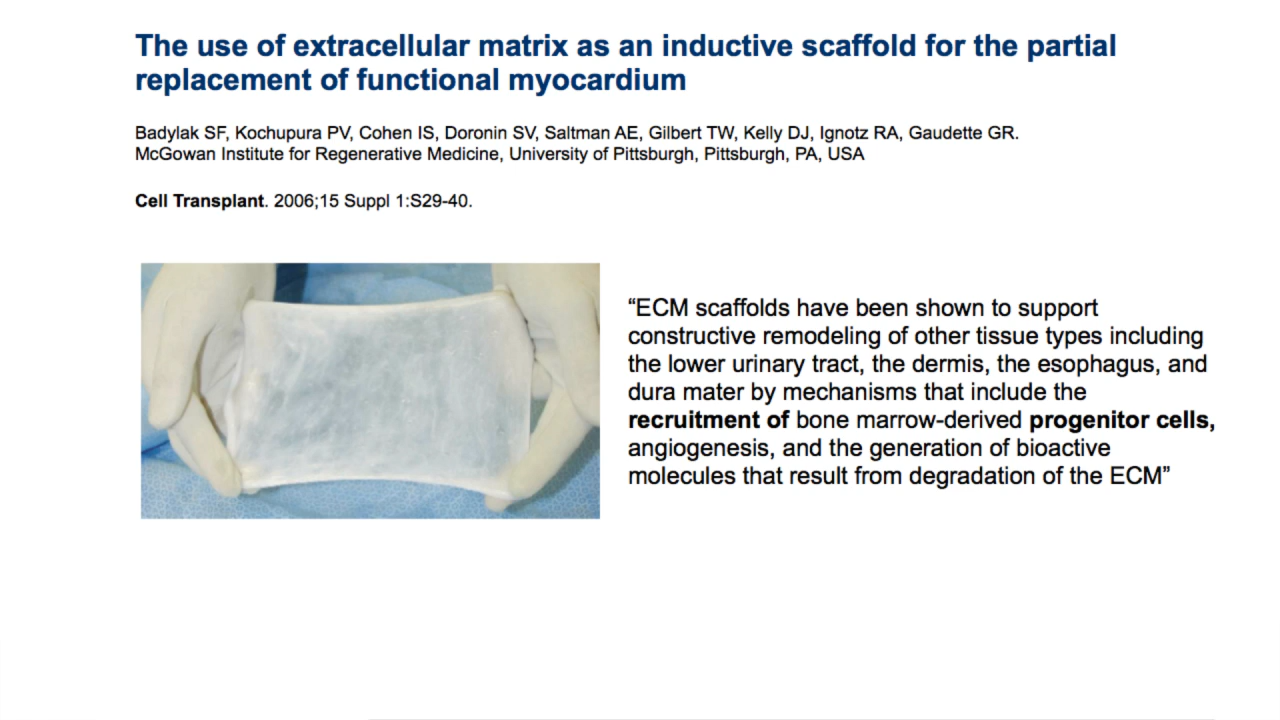 The use of extracellular matrix as an inductive scaffold for the partial
replacement of functional myocardium
Badylak SF, Kochupura PV, Cohen IS, Doronin SV, Saltman AE, Gilbert TW, Kelly DJ, Ignotz RA, Gaudette GR.
McGowan Institute for Regenerative Medicine, University of Pittsburgh, Pittsburgh, PA, USA
Cell Transplant. 2006;15 Suppl 1:S29-40.
“ECM scaffolds have been shown to support
constructive remodeling of other tissue types including
the lower urinary tract, the dermis, the esophagus, and
dura mater by mechanisms that include the
recruitment of bone marrow-derived progenitor cells,
angiogenesis, and the generation of bioactive
molecules that result from degradation of the ECM”